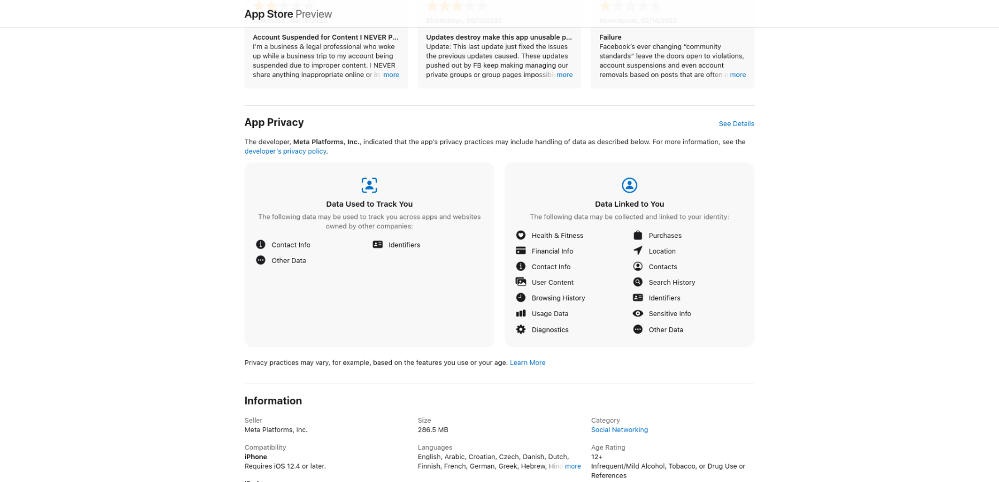 App Store Preview
BickSnShyn, 05/12/2022
Reneckpunk, 02/14/2022
Account Suspended for Content I NEVER P...
I’m a business & legal professional who woke
up while a business trip to my account being
suspended due to improper content. I NEVER
share anything inappropriate online or in more
Updates destroy make this app unusable p...
Update: This last update just fixed the issues
the previous updates caused. These updates
pushed out by FB keep making managing our
private groups or group pages impossibl more
Failure
Facebook’s ever changing “community
standards” leave the doors open to violations,
account suspensions and even account
removals based on posts that are often more
App Privacy
See Details
The developer, Meta Platforms, Inc., indicated that the app’s privacy practices may include handling of data as described below. For more information, see the
developer’s privacy policy.
Data Used to Track You
The following data may be used to track you across apps and websites
owned by other companies:
Contact Info
Identifiers
Other Data
Data Linked to You
The following data may be collected and linked to your identity:
Health & Fitness
Purchases
Financial Info
Location
Contact Info
Contacts
User Content
Search History
Browsing History
Identifiers
Usage Data
Sensitive Info
Diagnostics
Other Data
Privacy practices may vary, for example, based on the features you use or your age. Learn More
Information
Seller
Meta Platforms, Inc.
Size
286.5 MB
Category
Social Networking
Compatibility
iPhone
Requires iOS 12.4 or later.
Languages
English, Arabic, Croatian, Czech, Danish, Dutch,
Finnish, French, German, Greek, Hebrew, Hind more
Age Rating
12+
Infrequent/Mild Alcohol, Tobacco, or Drug Use or
References